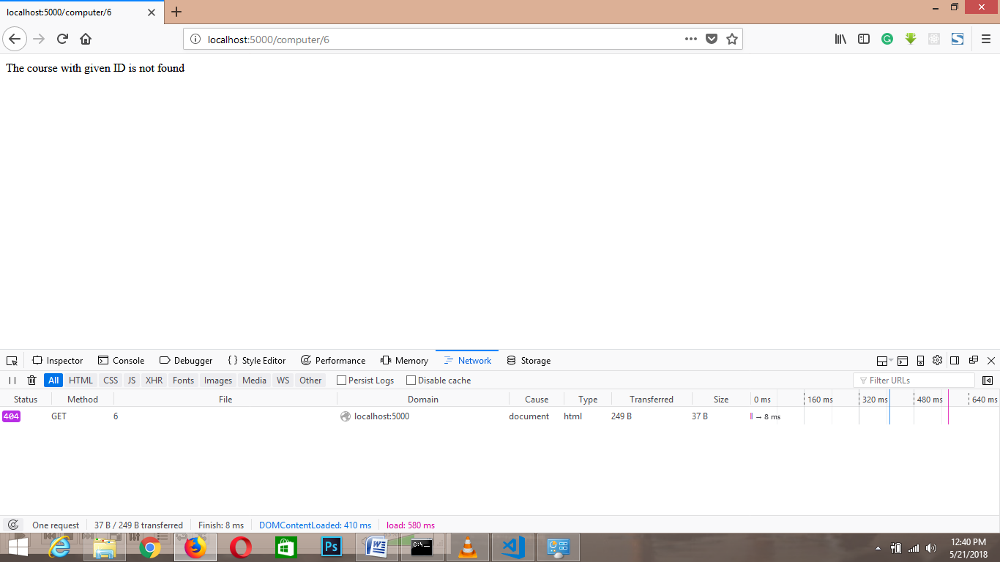 localhost:5000/computer/6
localhost:5000/computer/6
The course with given ID is not found
Inspector Console Debugger {} Style Editor Performance Memory Network Storage
All HTML CSS JS XHR Fonts Images Media WS Other Persist Logs Disable cache Filter URLs
Status Method File Domain Cause Type Transferred Size 0 ms 160 ms 320 ms 480 ms 640 ms
404 GET 6 localhost:5000 document html 249 B 37 B → 8 ms
One request 37 B / 249 B transferred Finish: 8 ms DOMContentLoaded: 410 ms load: 580 ms
Ps C:\_
12:40 PM
5/21/2018